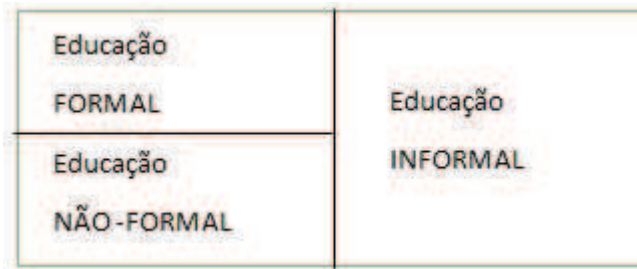 Educação
FORMAL
Educação
NÃO-FORMAL
Educação
INFORMAL